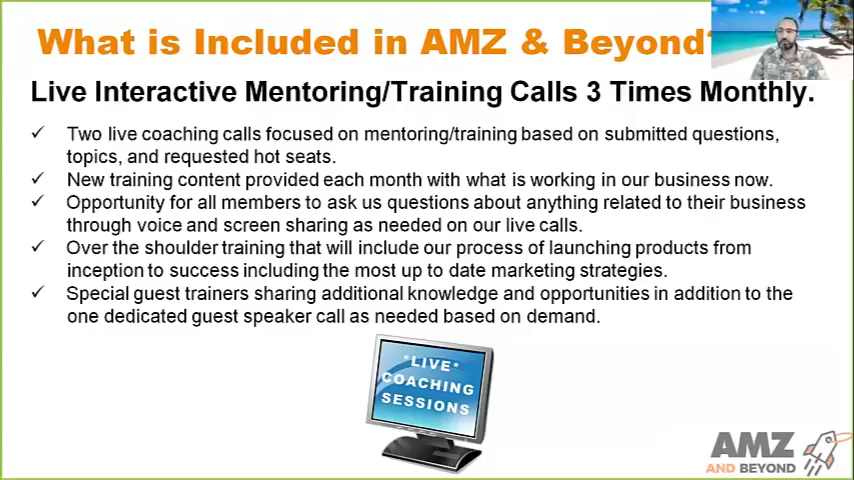 What is Included in AMZ & Beyond?
Live Interactive Mentoring/Training Calls 3 Times Monthly.
Two live coaching calls focused on mentoring/training based on submitted questions,
topics, and requested hot seats.
New training content provided each month with what is working in our business now.
Opportunity for all members to ask us questions about anything related to their business
through voice and screen sharing as needed on our live calls.
Over the shoulder training that will include our process of launching products from
inception to success including the most up to date marketing strategies.
Special guest trainers sharing additional knowledge and opportunities in addition to the
one dedicated guest speaker call as needed based on demand.
*LIVE*
COACHING
SESSIONS
AMZ
AND BEYOND